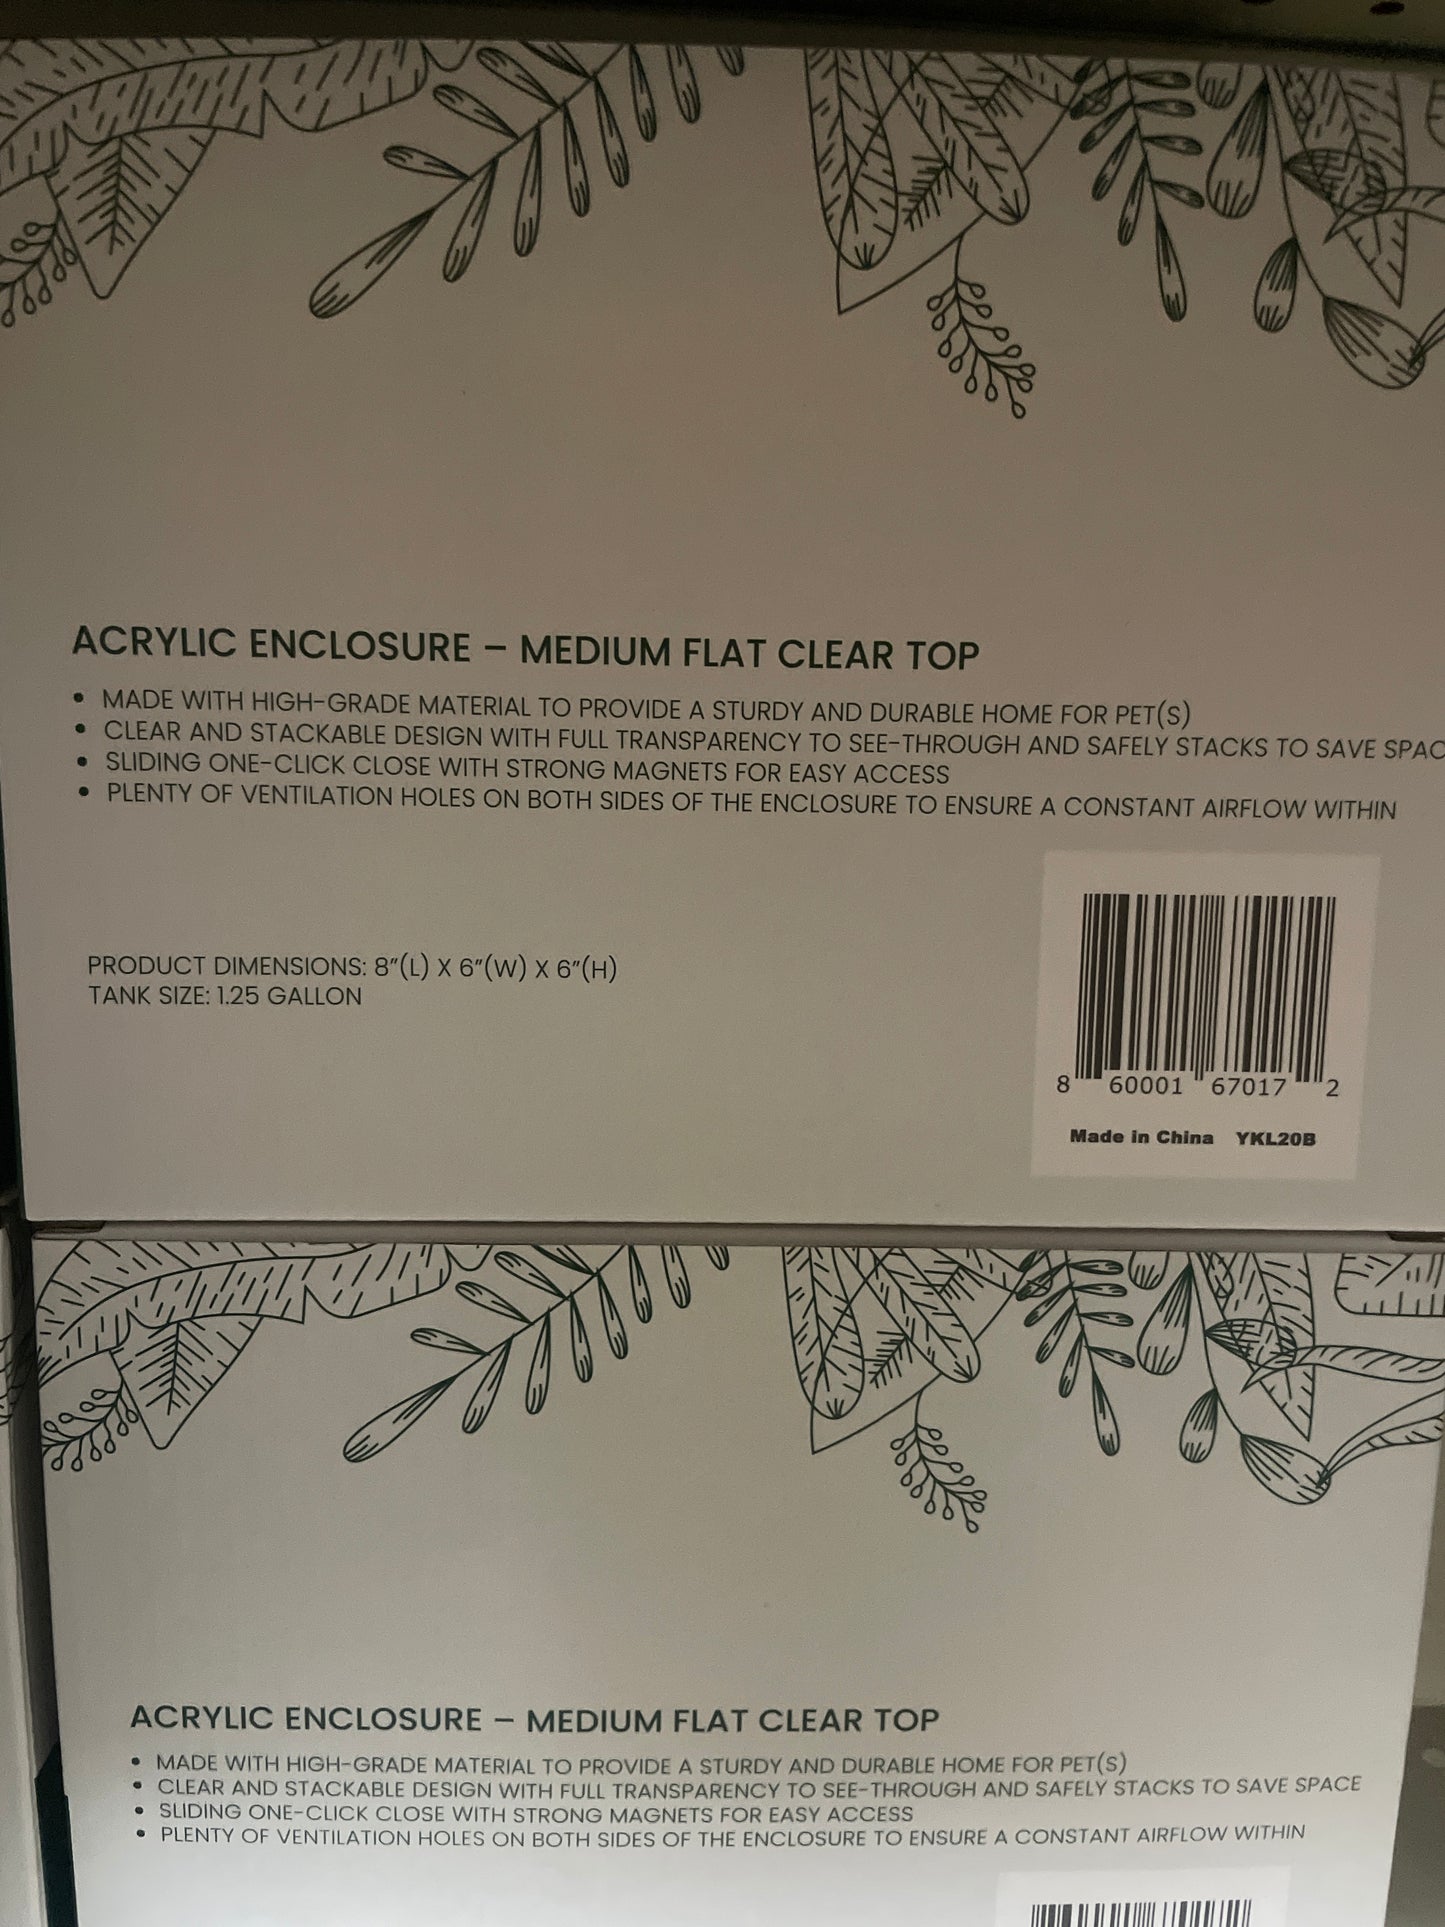 ACRYLIC ENCLOSURE – MEDIUM FLAT CLEAR TOP
• MADE WITH HIGH-GRADE MATERIAL TO PROVIDE A STURDY AND DURABLE HOME FOR PET(S)
• CLEAR AND STACKABLE DESIGN WITH FULL TRANSPARENCY TO SEE-THROUGH AND SAFELY STACKS TO SAVE SPAC
• SLIDING ONE-CLICK CLOSE WITH STRONG MAGNETS FOR EASY ACCESS
• PLENTY OF VENTILATION HOLES ON BOTH SIDES OF THE ENCLOSURE TO ENSURE A CONSTANT AIRFLOW WITHIN
PRODUCT DIMENSIONS: 8"(L) X 6"(W) X 6"(H)
TANK SIZE: 1.25 GALLON
8 60001 67017 2
Made in China YKL20B
ACRYLIC ENCLOSURE – MEDIUM FLAT CLEAR TOP
• MADE WITH HIGH-GRADE MATERIAL TO PROVIDE A STURDY AND DURABLE HOME FOR PET(S)
• CLEAR AND STACKABLE DESIGN WITH FULL TRANSPARENCY TO SEE-THROUGH AND SAFELY STACKS TO SAVE SPACE
• SLIDING ONE-CLICK CLOSE WITH STRONG MAGNETS FOR EASY ACCESS
• PLENTY OF VENTILATION HOLES ON BOTH SIDES OF THE ENCLOSURE TO ENSURE A CONSTANT AIRFLOW WITHIN